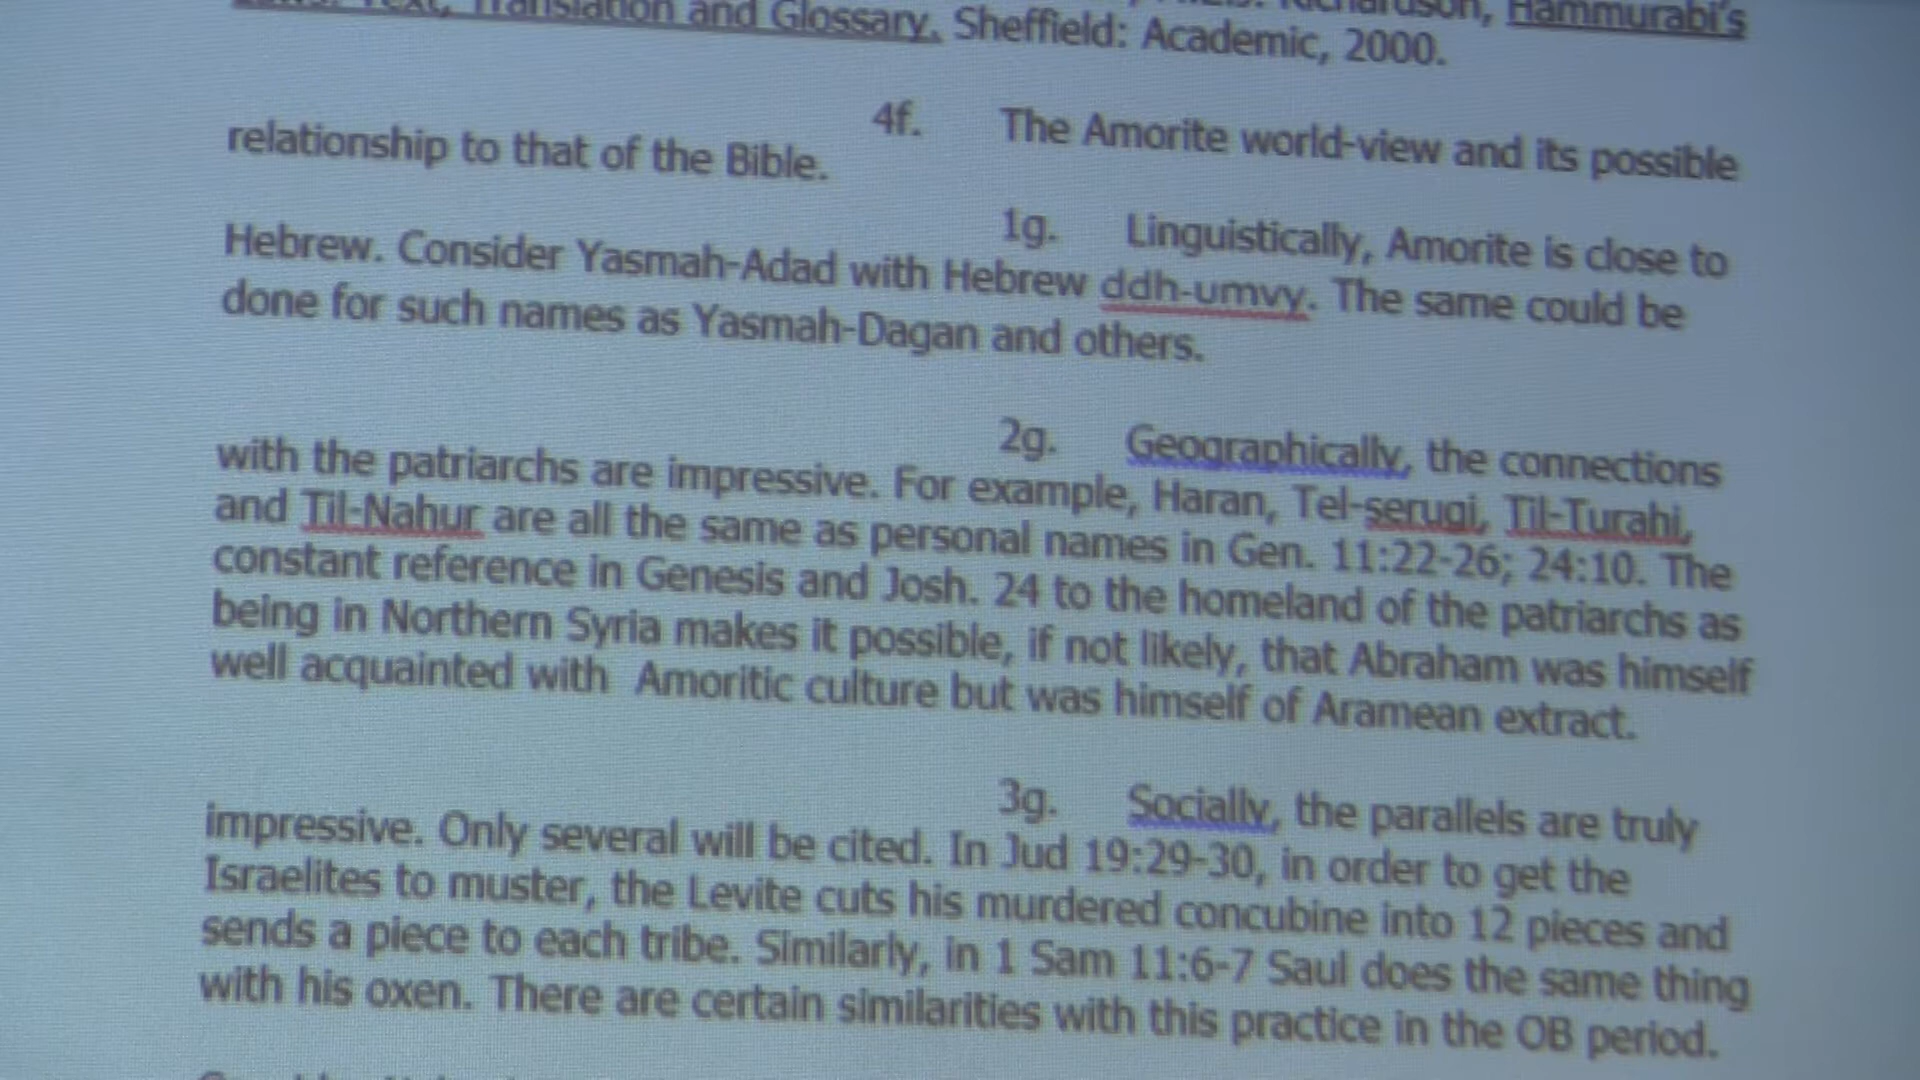 Text, Translation and Glossary, Sheffield: Academic, 2000. Richardson, Hammurabi's
4f. The Amorite world-view and its possible
relationship to that of the Bible.
1g. Linguistically, Amorite is close to
Hebrew. Consider Yasmah-Adad with Hebrew ddh-umvy. The same could be
done for such names as Yasmah-Dagan and others.
2g. Geographically, the connections
with the patriarchs are impressive. For example, Haran, Tel-serugi, Til-Turahi,
and Til-Nahur are all the same as personal names in Gen. 11:22-26; 24:10. The
constant reference in Genesis and Josh. 24 to the homeland of the patriarchs as
being in Northern Syria makes it possible, if not likely, that Abraham was himself
well acquainted with Amoritic culture but was himself of Aramean extract.
3g. Socially, the parallels are truly
impressive. Only several will be cited. In Jud 19:29-30, in order to get the
Israelites to muster, the Levite cuts his murdered concubine into 12 pieces and
sends a piece to each tribe. Similarly, in 1 Sam 11:6-7 Saul does the same thing
with his oxen. There are certain similarities with this practice in the OB period.